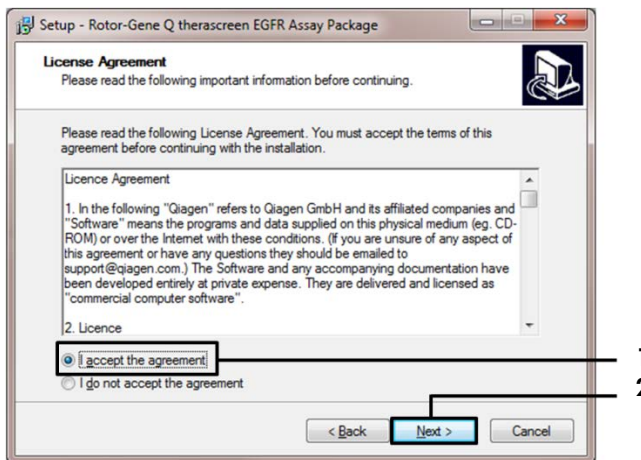 Setup - Rotor-Gene Q therascreen EGFR Assay Package
License Agreement
Please read the following important information before continuing.
Please read the following License Agreement. You must accept the terms of this
agreement before continuing with the installation.
Licence Agreement
1. In the following "Qiagen" refers to Qiagen GmbH and its affiliated companies and
"Software" means the programs and data supplied on this physical medium (eg. CD-
ROM) or over the Internet with these conditions. (If you are unsure of any aspect of
this agreement or have any questions they should be emailed to
support@qiagen.com.) The Software and any accompanying documentation have
been developed entirely at private expense. They are delivered and licensed as
"commercial computer software".
2. Licence
I accept the agreement
I do not accept the agreement
< Back Next > Cancel